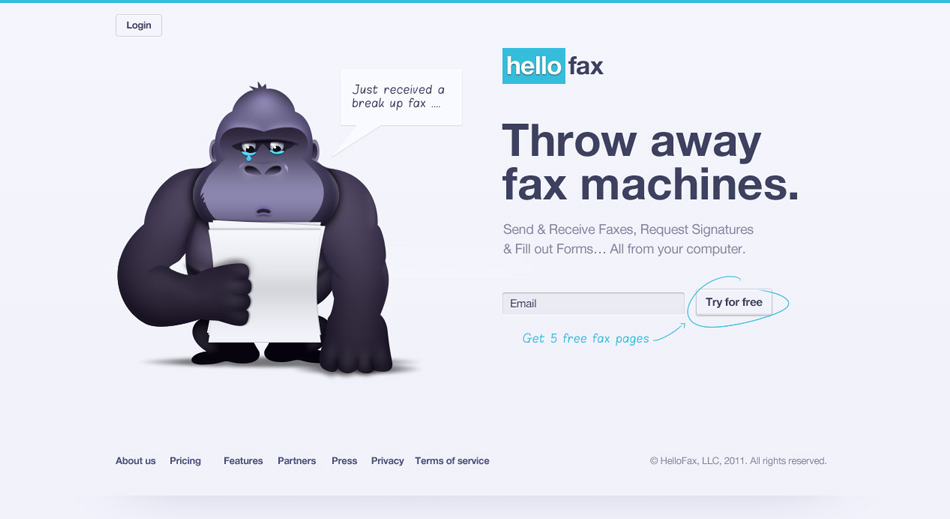 Login
hello fax
Just received a
break up fax ....
Throw away
fax machines.
Send & Receive Faxes, Request Signatures
& Fill out Forms... All from your computer.
Email
Try for free
Get 5 free fax pages
About us Pricing Features Partners Press Privacy Terms of service
© HelloFax, LLC, 2011. All rights reserved.